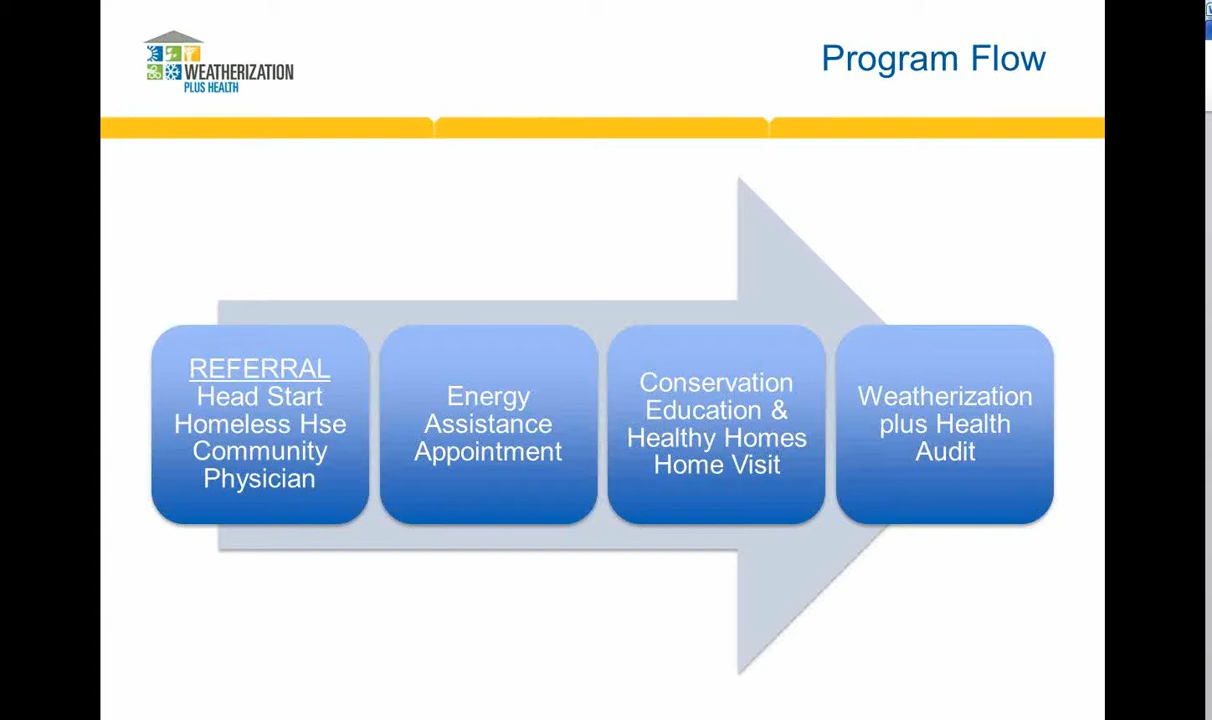 WEATHERIZATION
PLUS HEALTH
Program Flow
REFERRAL
Head Start
Homeless Hse
Community
Physician
Energy
Assistance
Appointment
Conservation
Education &
Healthy Homes
Home Visit
Weatherization
plus Health
Audit